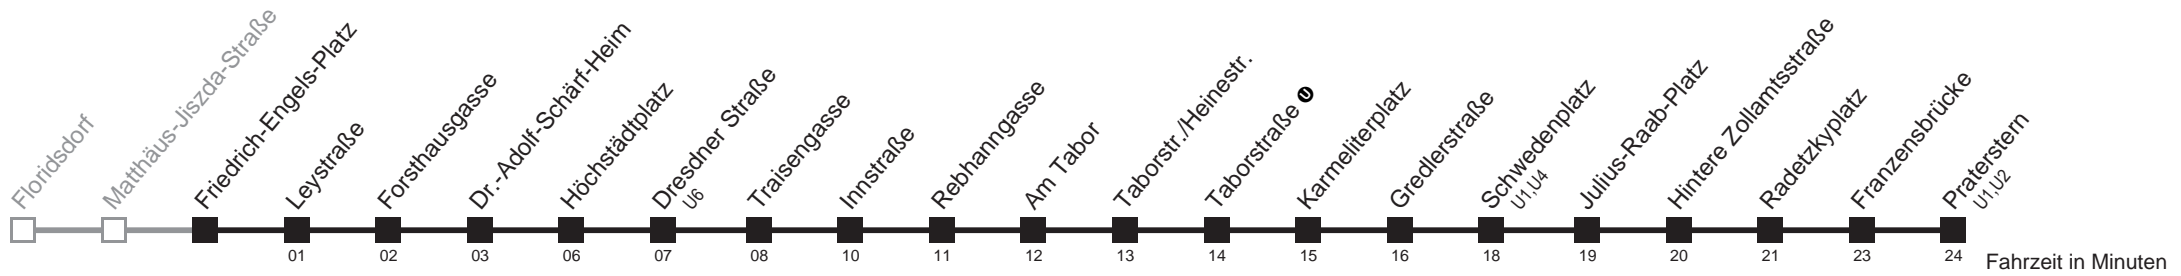 Floridsdorf
Matthäus-Jiszda-Straße
Friedrich-Engels-Platz
Leystraße
Forsthausgasse
Dr.-Adolf-Schärf-Heim
Höchstädtplatz
Dresdner Straße
U6
Traisengasse
Innstraße
Rebhanngasse
Am Tabor
Taborstr./Heinestr.
Taborstraße U
Karmeliterplatz
Gredlerstraße
Schwedenplatz
U1,U4
Julius-Raab-Platz
Hintere Zollamtsstraße
Radetzkyplatz
Franzensbrücke
Praterstern
U1,U2
01 02 03 06 07 08 10 11 12 13 14 15 16 18 19 20 21 23 24 Fahrzeit in Minuten